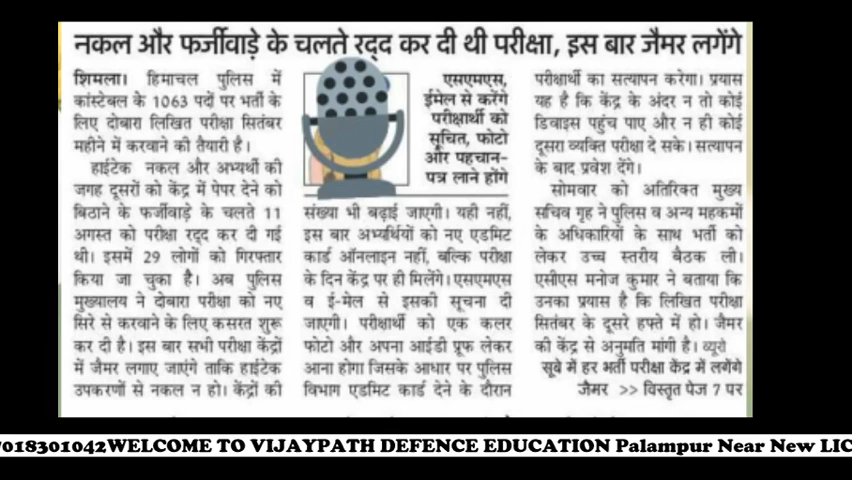 नकल और फर्जीवाड़े के चलते रद्द कर दी थी परीक्षा, इस बार जैमर लगेंगे
शिमला। हिमाचल पुलिस में
कांस्टेबल के 1063 पदों पर भर्ती के
लिए दोबारा लिखित परीक्षा सितंबर
महीने में करवाने की तैयारी है।
हाईटेक नकल और अभ्यर्थी की
जगह दूसरों को केंद्र में पेपर देने को
बिठाने के फर्जीवाड़े के चलते 11
अगस्त को परीक्षा रद्द कर दी गई
थी। इसमें 29 लोगों को गिरफ्तार
किया जा चुका है। अब पुलिस
मुख्यालय ने दोबारा परीक्षा को नए
सिरे से करवाने के लिए कसरत शुरू
कर दी है। इस बार सभी परीक्षा केंद्रों
में जैमर लगाए जाएंगे ताकि हाईटेक
उपकरणों से नकल न हो। केंद्रों की
एसएमएस,
ईमेल से करेंगे
परीक्षार्थी को
सूचित, फोटो
और पहचान-
पत्र लाने होंगे
संख्या भी बढ़ाई जाएगी। यही नहीं,
इस बार अभ्यर्थियों को नए एडमिट
कार्ड ऑनलाइन नहीं, बल्कि परीक्षा
के दिन केंद्र पर ही मिलेंगे। एसएमएस
व ई-मेल से इसकी सूचना दी
जाएगी। परीक्षार्थी को एक कलर
फोटो और अपना आईडी प्रूफ लेकर
आना होगा जिसके आधार पर पुलिस
विभाग एडमिट कार्ड देने के दौरान
परीक्षार्थी का सत्यापन करेगा। प्रयास
यह है कि केंद्र के अंदर न तो कोई
डिवाइस पहुंच पाए और न ही कोई
दूसरा व्यक्ति परीक्षा दे सके। सत्यापन
के बाद प्रवेश देंगे।
सोमवार को अतिरिक्त मुख्य
सचिव गृह ने पुलिस व अन्य महकमों
के अधिकारियों के साथ भर्ती को
लेकर उच्च स्तरीय बैठक ली।
एसीएस मनोज कुमार ने बताया कि
उनका प्रयास है कि लिखित परीक्षा
सितंबर के दूसरे हफ्ते में हो। जैमर
की केंद्र से अनुमति मांगी है। ब्यूरो
सूबे में हर भर्ती परीक्षा केंद्र में लगेंगे
जैमर >> विस्तृत पेज 7 पर
7018301042WELCOME TO VIJAYPATH DEFENCE EDUCATION Palampur Near New LIC